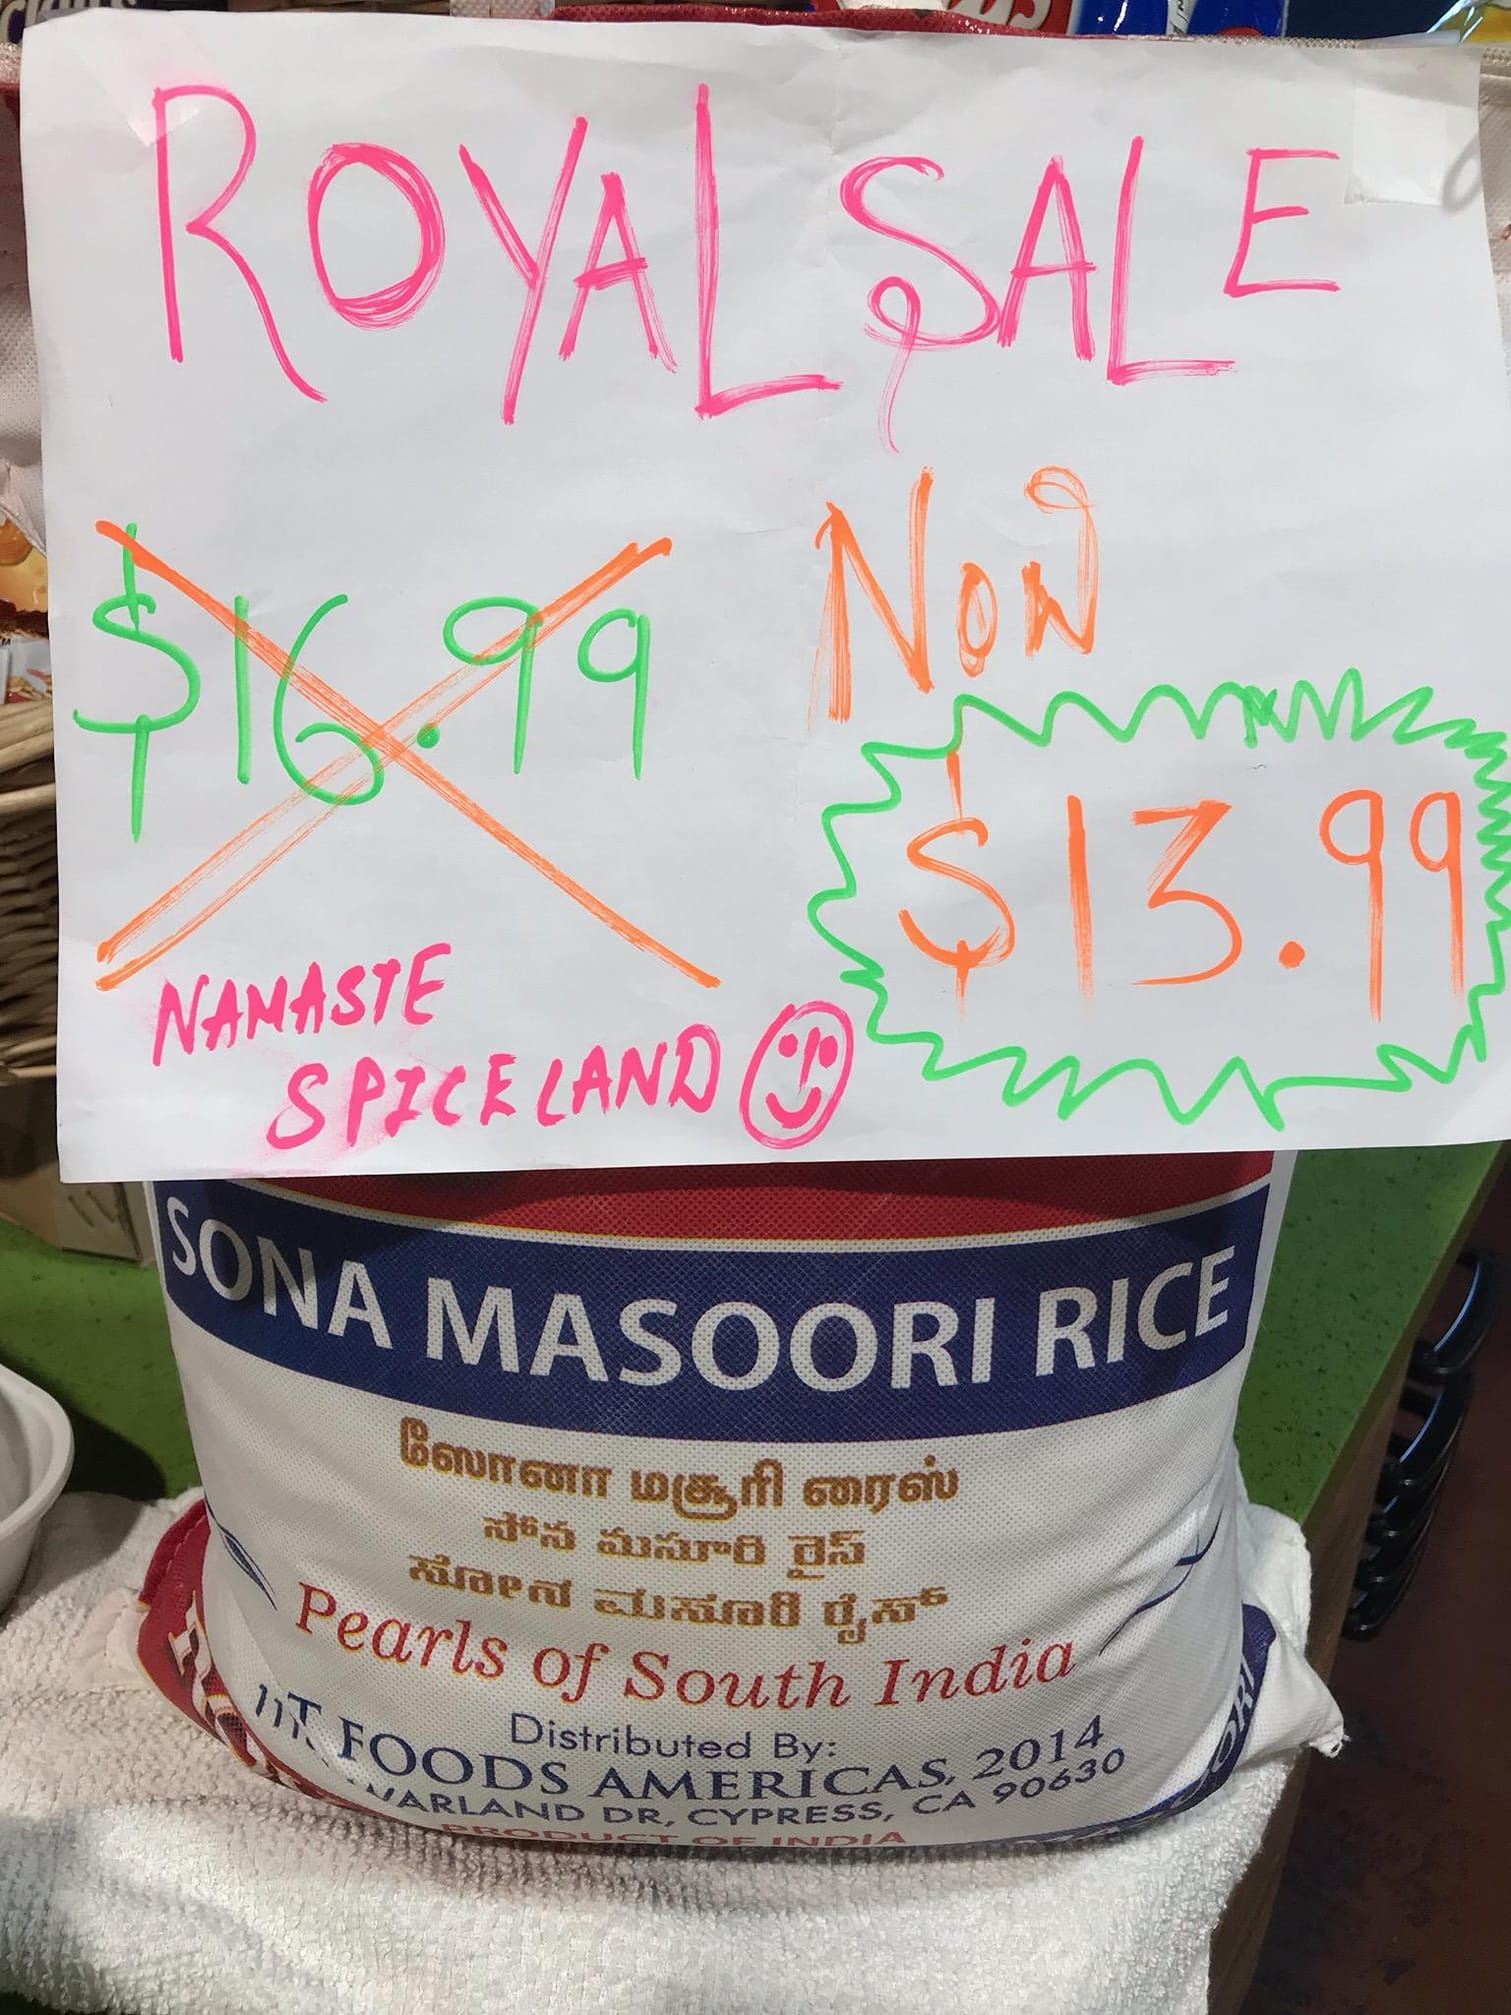 ROYAL SALE
$16.99
NOW
$13.99
NAMASTE
SPICELAND
SONA MASOORI RICE
ஸோனா மசூரி ரைஸ்
సోన మసూరి రైస్
ಸೋನ ಮಸೂರಿ ರೈಸ್
Pearls of South India
Distributed By:
FOODS AMERICAS, 2014
WARLAND DR, CYPRESS, CA 90630
PRODUCT OF INDIA